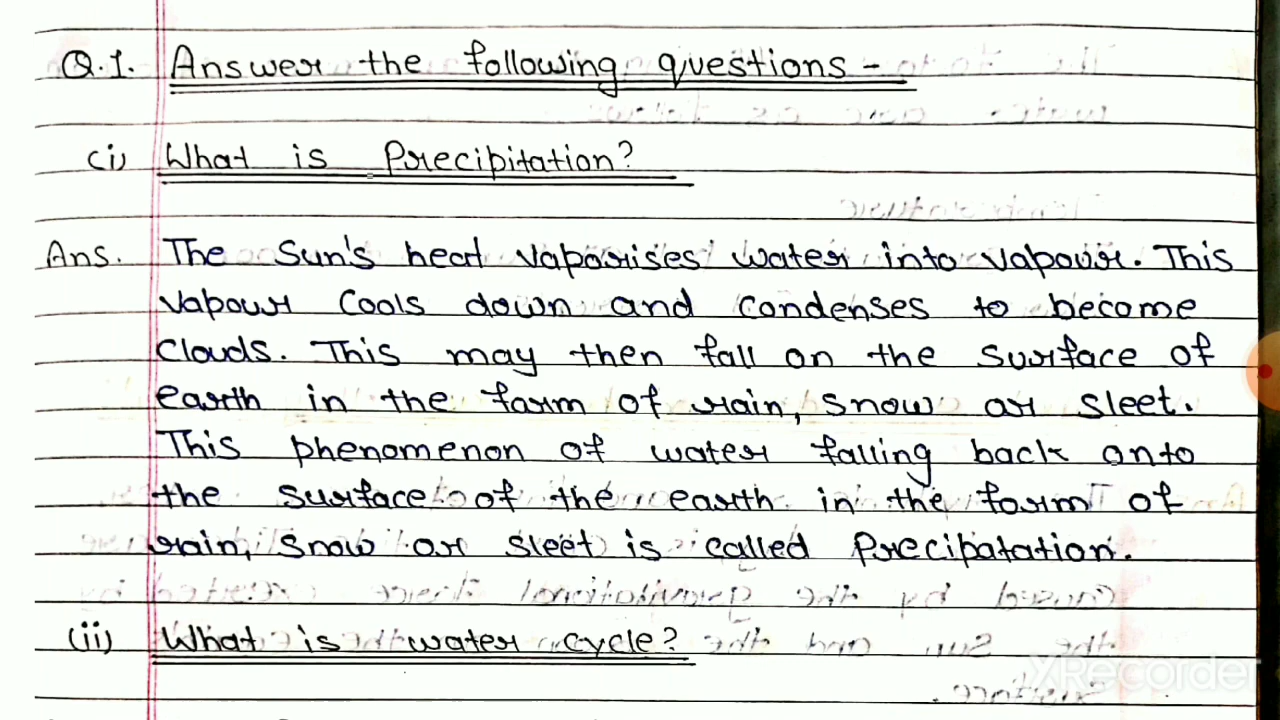 Q.1. Answer the following questions -
(i) What is Precipitation?
Ans. The Sun's heat vaporises water into vapour. This
vapour cools down and condenses to become
clouds. This may then fall on the surface of
earth in the form of rain, snow or sleet.
This phenomenon of water falling back onto
the surface of the earth in the form of
rain, snow or sleet is called Precipatation.
(ii) What is water cycle?
XRecorder